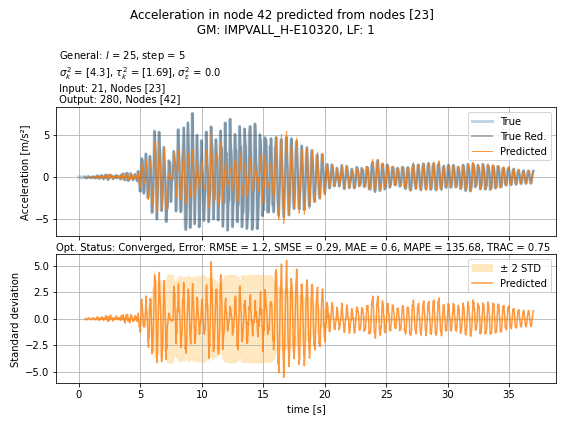 Acceleration in node 42 predicted from nodes [23]
GM: IMPVALL_H-E10320, LF: 1
General: l = 25, step = 5
σ²ₖ = [4.3], τ²ₖ = [1.69], σ²ε = 0.0
Input: 21, Nodes [23]
Output: 280, Nodes [42]
Acceleration [m/s²]
5
0
−5
True
True Red.
Predicted
Opt. Status: Converged, Error: RMSE = 1.2, SMSE = 0.29, MAE = 0.6, MAPE = 135.68, TRAC = 0.75
Standard deviation
5.0
2.5
0.0
−2.5
−5.0
± 2 STD
Predicted
0 5 10 15 20 25 30 35
time [s]